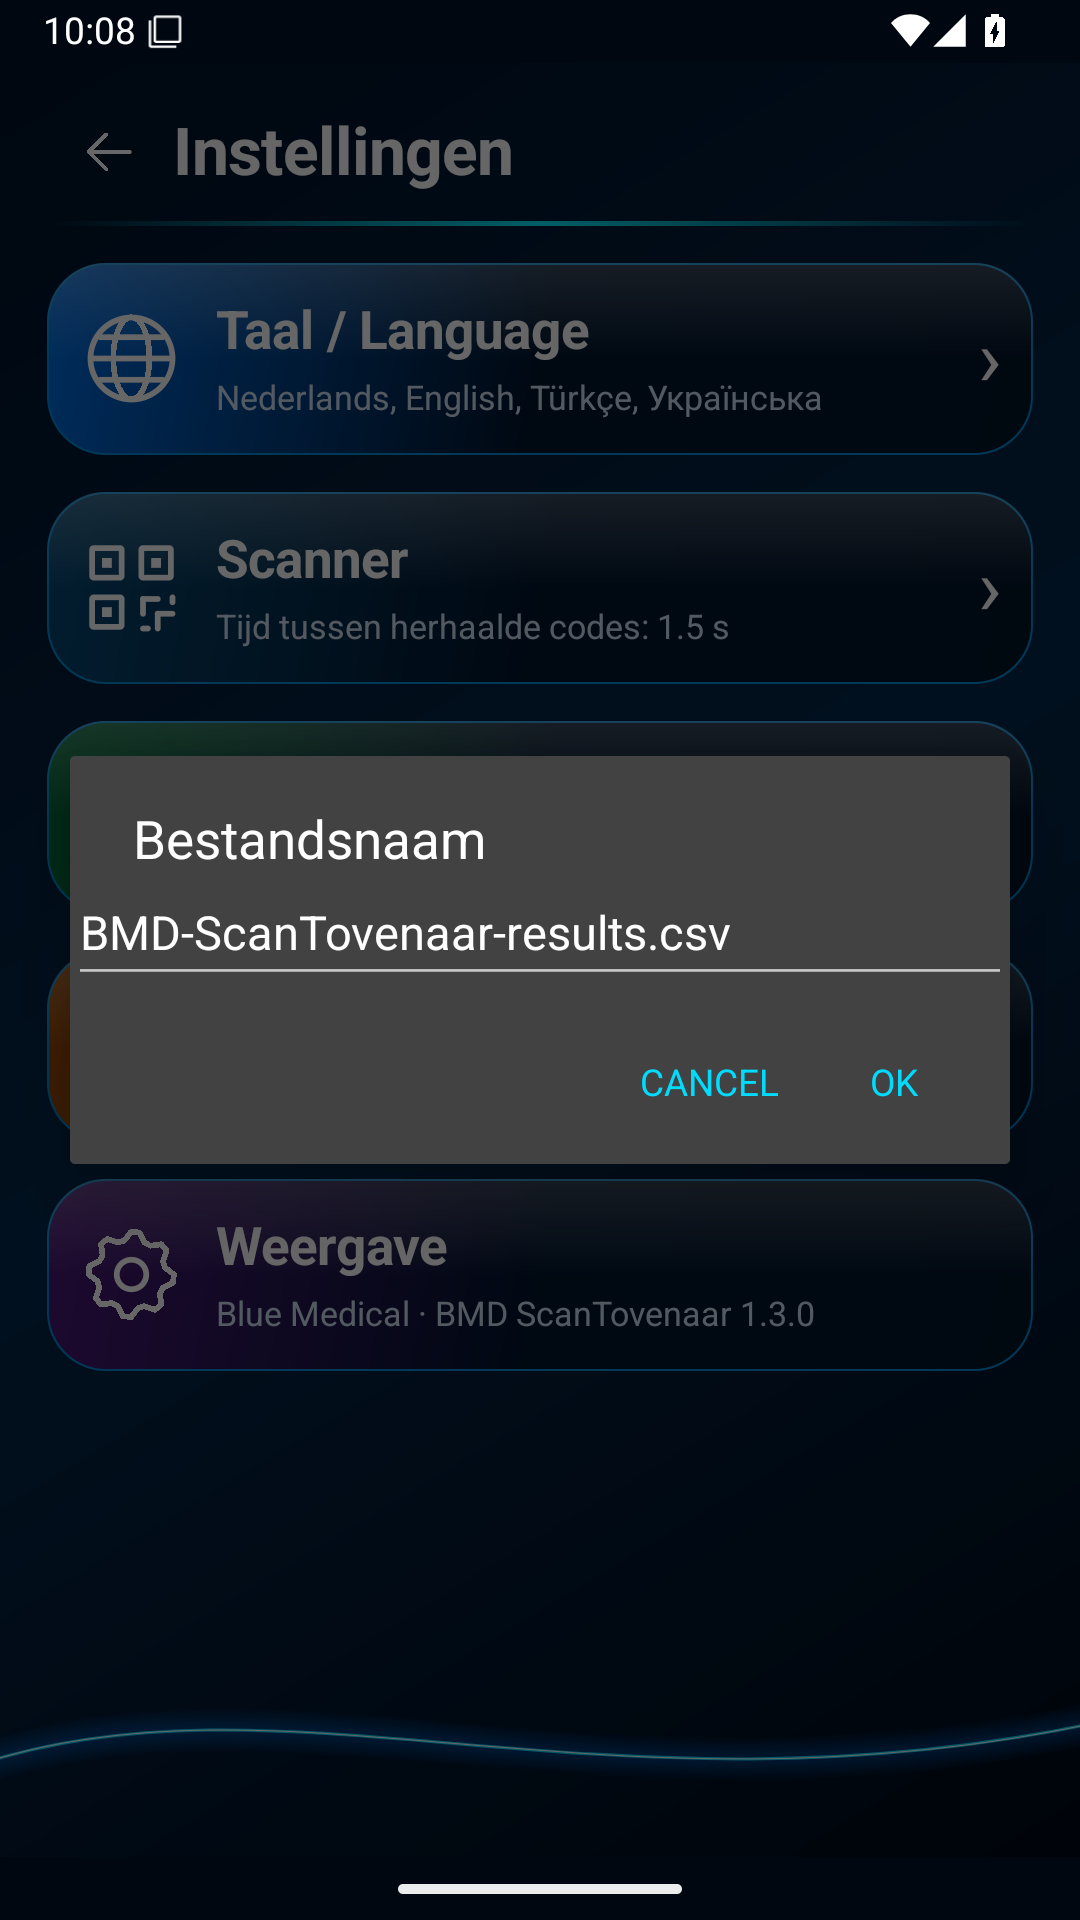 10:08
Instellingen
Taal / Language
Nederlands, English, Türkçe, Українська
Scanner
Tijd tussen herhaalde codes: 1.5 s
Bestandsnaam
BMD-ScanTovenaar-results.csv
CANCEL
OK
Weergave
Blue Medical · BMD ScanTovenaar 1.3.0